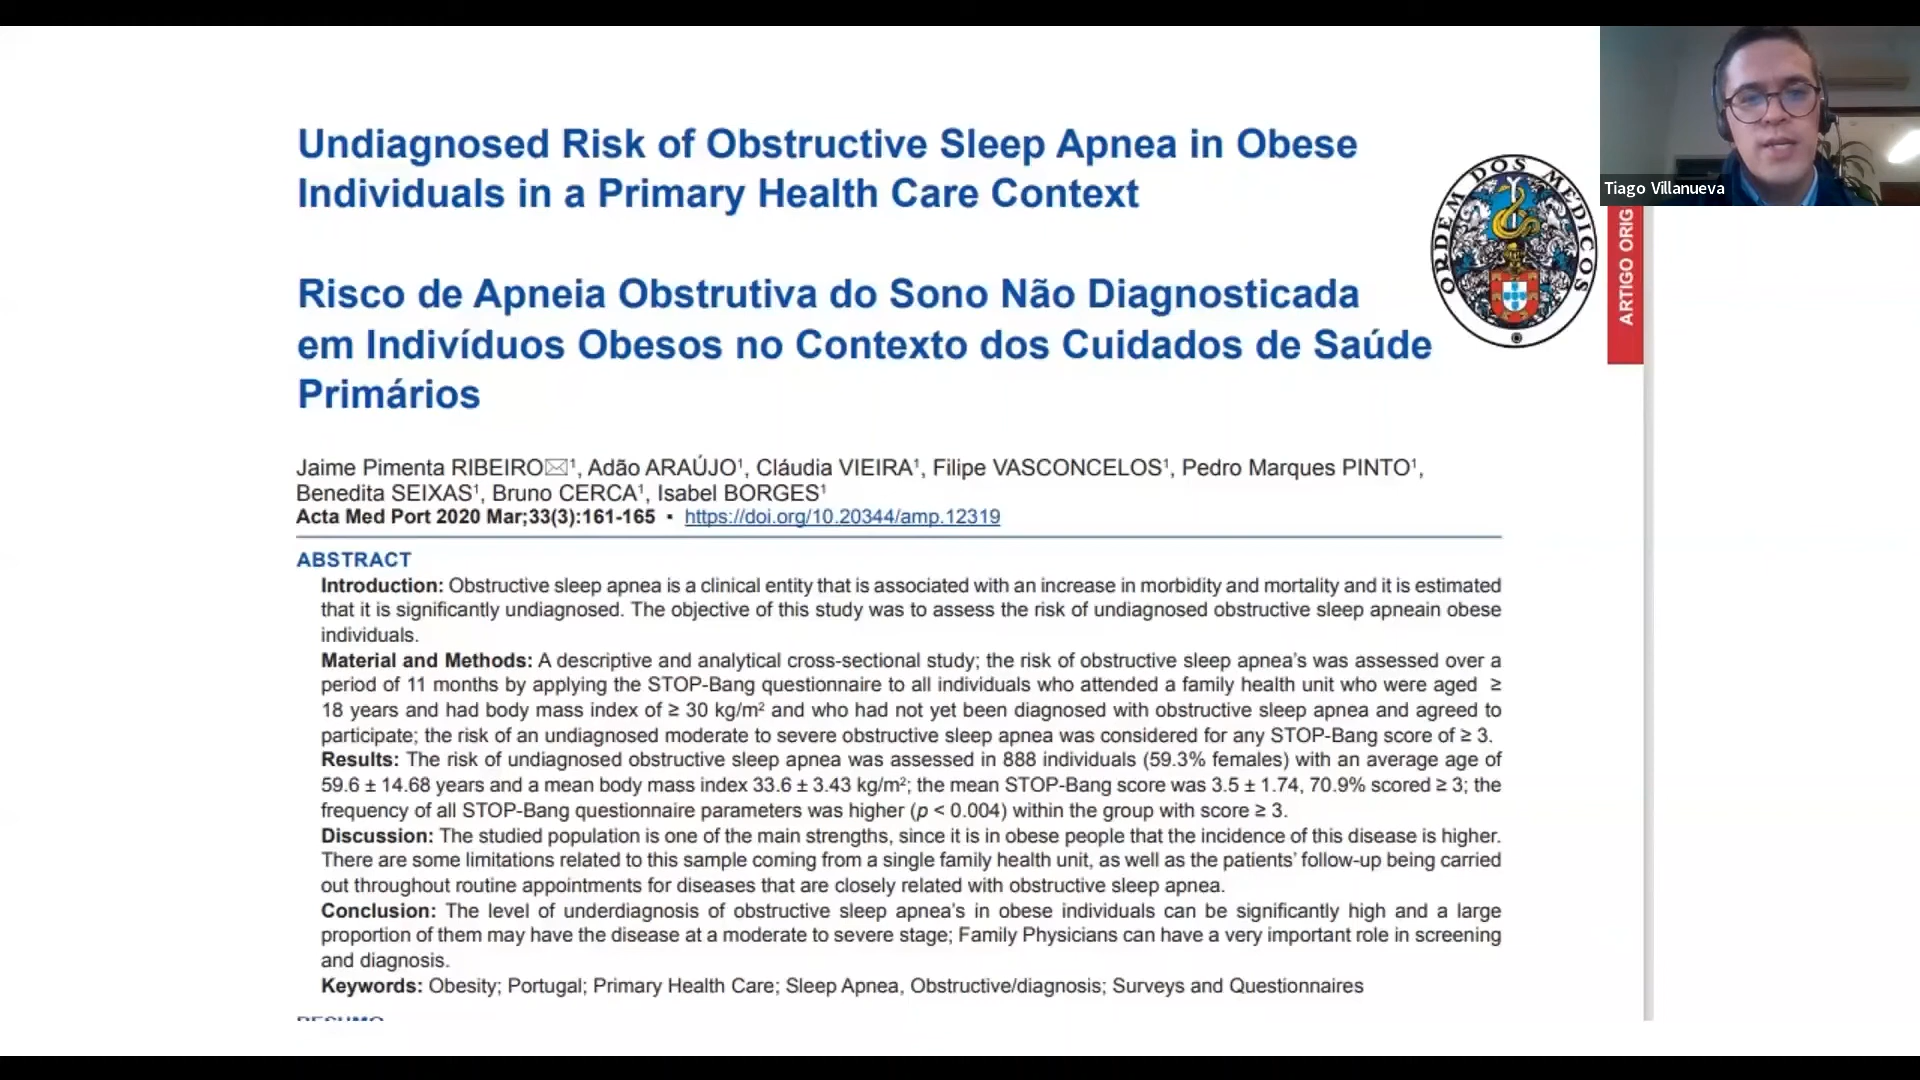 Undiagnosed Risk of Obstructive Sleep Apnea in Obese
Individuals in a Primary Health Care Context
Risco de Apneia Obstrutiva do Sono Não Diagnosticada
em Indivíduos Obesos no Contexto dos Cuidados de Saúde
Primários
ORDEM DOS MEDICOS
ARTIGO ORIG
Tiago Villanueva
Jaime Pimenta RIBEIRO✉¹, Adão ARAÚJO¹, Cláudia VIEIRA¹, Filipe VASCONCELOS¹, Pedro Marques PINTO¹,
Benedita SEIXAS¹, Bruno CERCA¹, Isabel BORGES¹
Acta Med Port 2020 Mar;33(3):161-165 ▪ https://doi.org/10.20344/amp.12319
ABSTRACT
Introduction: Obstructive sleep apnea is a clinical entity that is associated with an increase in morbidity and mortality and it is estimated
that it is significantly undiagnosed. The objective of this study was to assess the risk of undiagnosed obstructive sleep apneain obese
individuals.
Material and Methods: A descriptive and analytical cross-sectional study; the risk of obstructive sleep apnea's was assessed over a
period of 11 months by applying the STOP-Bang questionnaire to all individuals who attended a family health unit who were aged ≥
18 years and had body mass index of ≥ 30 kg/m² and who had not yet been diagnosed with obstructive sleep apnea and agreed to
participate; the risk of an undiagnosed moderate to severe obstructive sleep apnea was considered for any STOP-Bang score of ≥ 3.
Results: The risk of undiagnosed obstructive sleep apnea was assessed in 888 individuals (59.3% females) with an average age of
59.6 ± 14.68 years and a mean body mass index 33.6 ± 3.43 kg/m²; the mean STOP-Bang score was 3.5 ± 1.74, 70.9% scored ≥ 3; the
frequency of all STOP-Bang questionnaire parameters was higher (p < 0.004) within the group with score ≥ 3.
Discussion: The studied population is one of the main strengths, since it is in obese people that the incidence of this disease is higher.
There are some limitations related to this sample coming from a single family health unit, as well as the patients' follow-up being carried
out throughout routine appointments for diseases that are closely related with obstructive sleep apnea.
Conclusion: The level of underdiagnosis of obstructive sleep apnea's in obese individuals can be significantly high and a large
proportion of them may have the disease at a moderate to severe stage; Family Physicians can have a very important role in screening
and diagnosis.
Keywords: Obesity; Portugal; Primary Health Care; Sleep Apnea, Obstructive/diagnosis; Surveys and Questionnaires
RESUMO